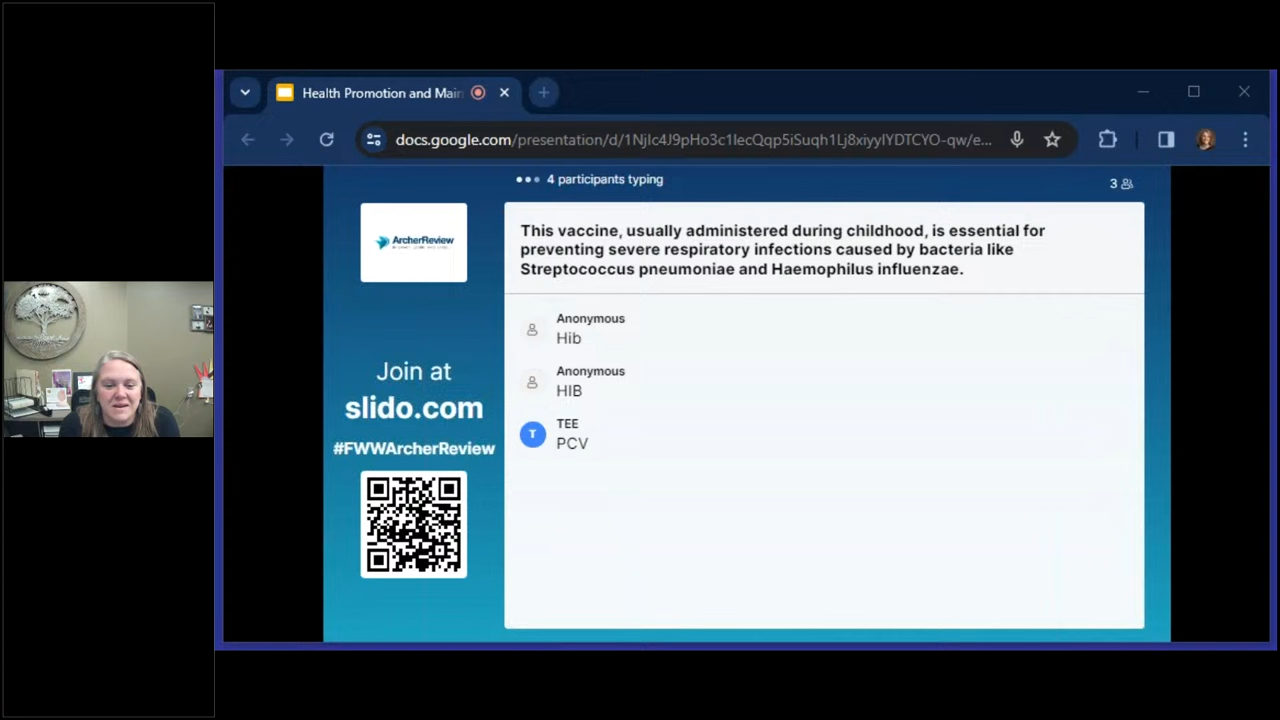 Health Promotion and Main
docs.google.com/presentation/d/1NjIc4J9pHo3c1lecQqp5iSuqh1Lj8xiyyIYDTCYO-qw/e...
4 participants typing
3
ArcherReview
This vaccine, usually administered during childhood, is essential for
preventing severe respiratory infections caused by bacteria like
Streptococcus pneumoniae and Haemophilus influenzae.
Anonymous
Hib
Anonymous
HIB
T
TEE
PCV
Join at
slido.com
#FWWArcherReview